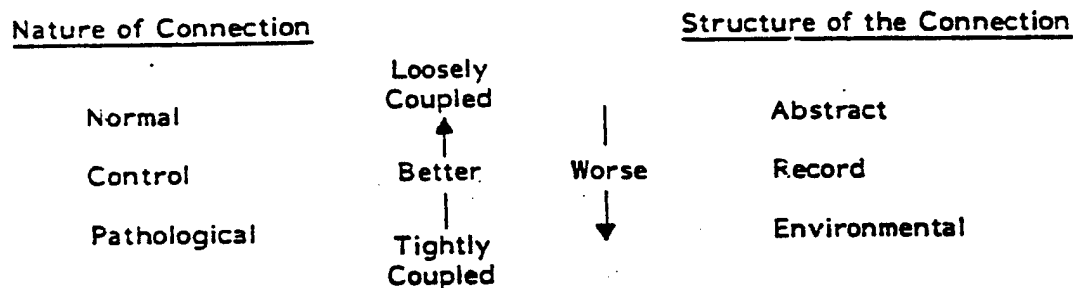 Nature of Connection
Structure of the Connection
Loosely
Coupled
Normal
Abstract
Control
Better
Worse
Record
Pathological
Environmental
Tightly
Coupled